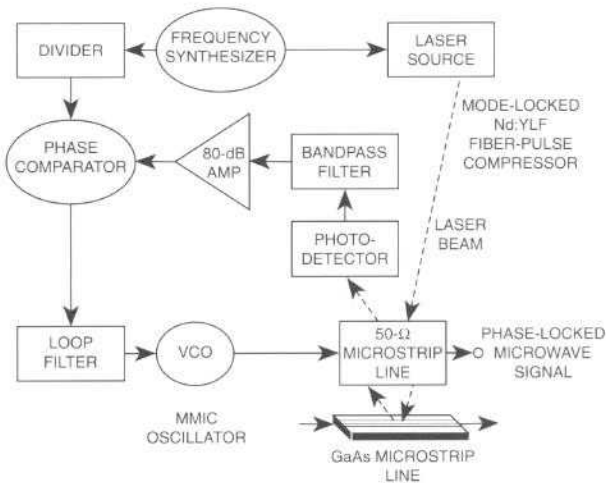 DIVIDER
FREQUENCY
SYNTHESIZER
LASER
SOURCE
MODE-LOCKED
Nd:YLF
FIBER-PULSE
COMPRESSOR
PHASE
COMPARATOR
80-dB
AMP
BANDPASS
FILTER
PHOTO-
DETECTOR
LASER
BEAM
LOOP
FILTER
VCO
50-Ω
MICROSTRIP
LINE
PHASE-LOCKED
MICROWAVE
SIGNAL
MMIC
OSCILLATOR
GaAs MICROSTRIP
LINE